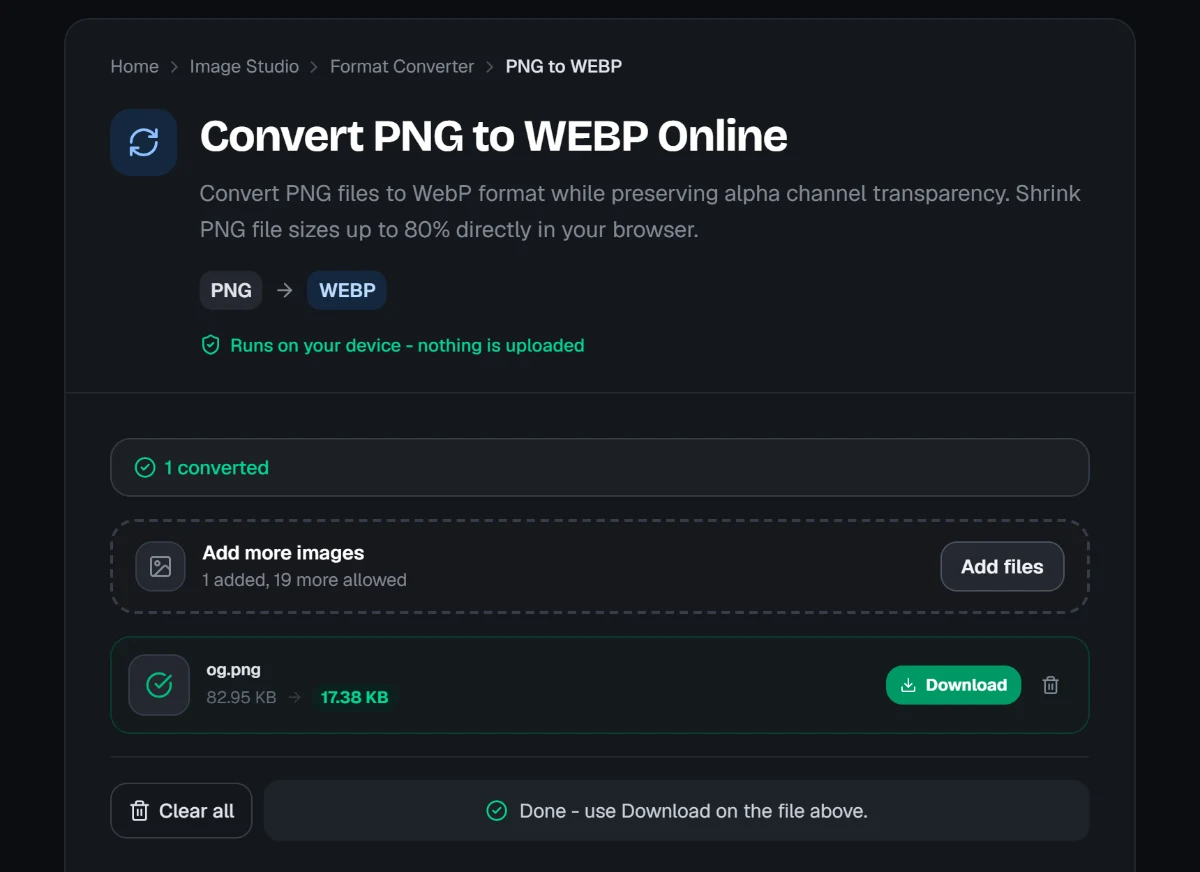 Home > Image Studio > Format Converter > PNG to WEBP
Convert PNG to WEBP Online
Convert PNG files to WebP format while preserving alpha channel transparency. Shrink
PNG file sizes up to 80% directly in your browser.
PNG → WEBP
Runs on your device - nothing is uploaded
1 converted
Add more images
1 added, 19 more allowed
Add files
og.png
82.95 KB → 17.38 KB
Download
Clear all
Done - use Download on the file above.